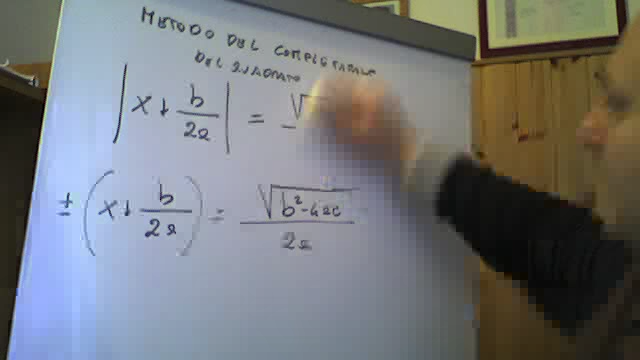 METODO DEL COMPLETAMENTO
DEL QUADRATO
|x + b/2a| = √
± (x + b/2a) = √(b² - 4ac) / 2a